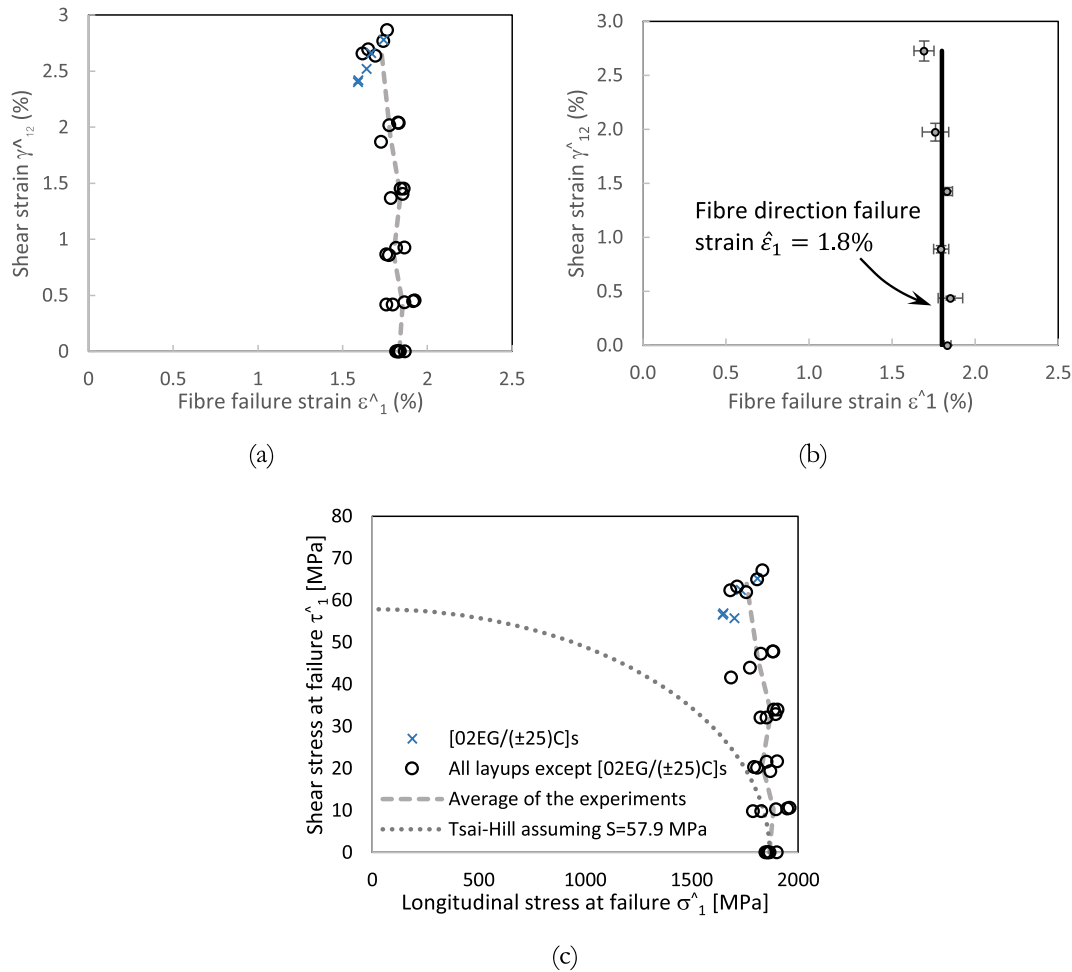 3
2.5
2
1.5
1
0.5
0
0 0.5 1 1.5 2 2.5
Shear strain γ^₁₂ (%)
Fibre failure strain ε^₁ (%)
(a)
3.0
2.5
2.0
1.5
1.0
0.5
0.0
0.0 0.5 1.0 1.5 2.0 2.5
Shear strain γ^₁₂ (%)
Fibre direction failure
strain ε̂₁ = 1.8%
Fibre failure strain ε^1 (%)
(b)
80
70
60
50
40
30
20
10
0
0 500 1000 1500 2000
Shear stress at failure τ^₁ [MPa]
[02EG/(±25)C]s
All layups except [02EG/(±25)C]s
Average of the experiments
Tsai-Hill assuming S=57.9 MPa
Longitudinal stress at failure σ^₁ [MPa]
(c)